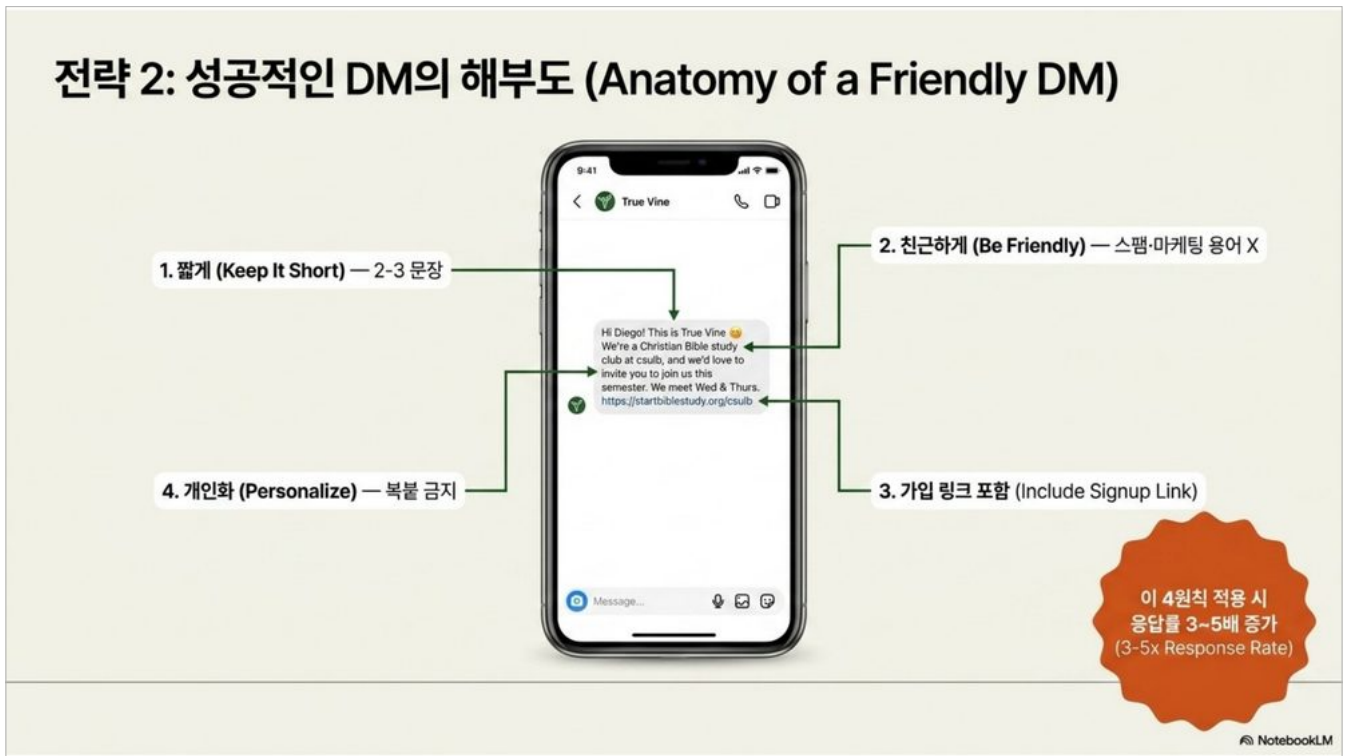 전략 2: 성공적인 DM의 해부도 (Anatomy of a Friendly DM)
9:41
True Vine
1. 짧게 (Keep It Short) — 2-3 문장
2. 친근하게 (Be Friendly) — 스팸·마케팅 용어 X
Hi Diego! This is True Vine 😊
We're a Christian Bible study
club at csulb, and we'd love to
invite you to join us this
semester. We meet Wed & Thurs.
https://startbiblestudy.org/csulb
4. 개인화 (Personalize) — 복붙 금지
3. 가입 링크 포함 (Include Signup Link)
Message...
이 4원칙 적용 시
응답률 3~5배 증가
(3-5x Response Rate)
NotebookLM